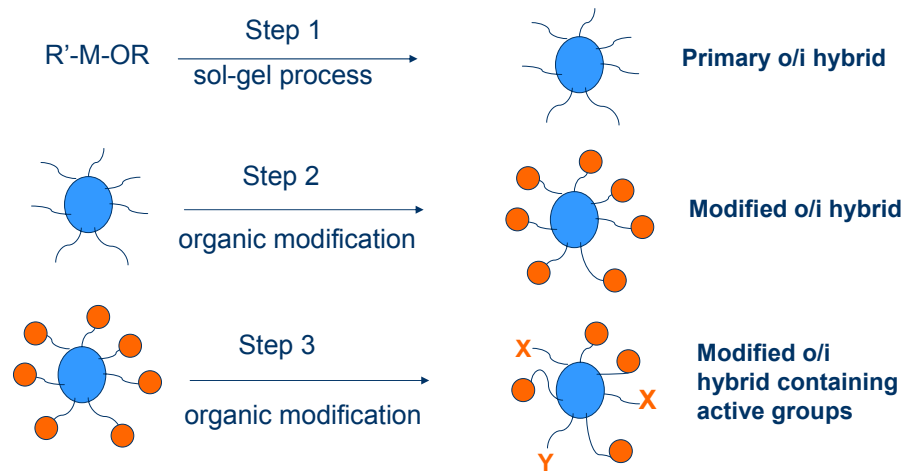 R’-M-OR
Step 1
sol-gel process
Primary o/i hybrid
Step 2
organic modification
Modified o/i hybrid
Step 3
organic modification
X
X
Y
Modified o/i
hybrid containing
active groups